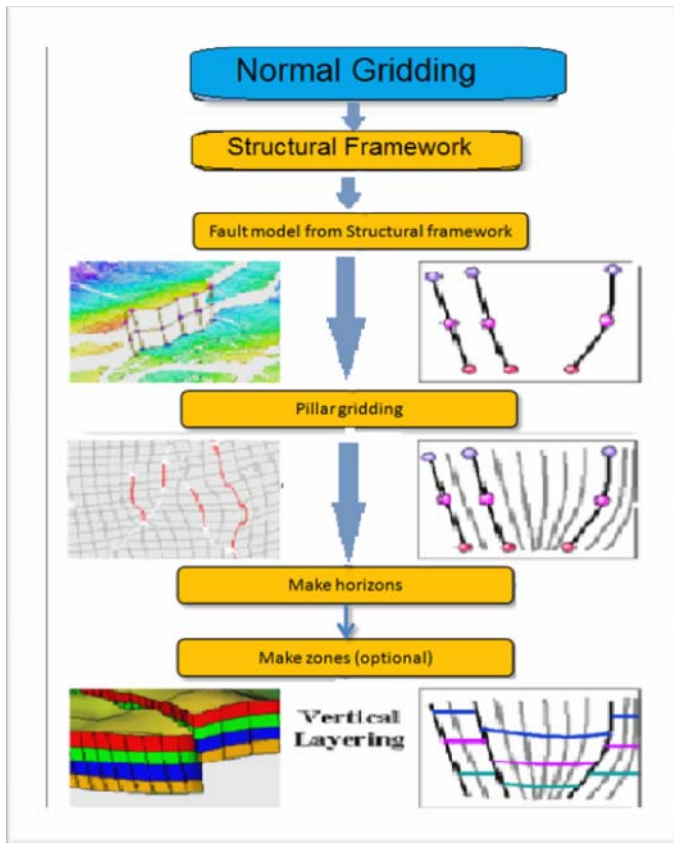 Normal Gridding
Structural Framework
Fault model from Structural framework
Pillar gridding
Make horizons
Make zones (optional)
Vertical
Layering